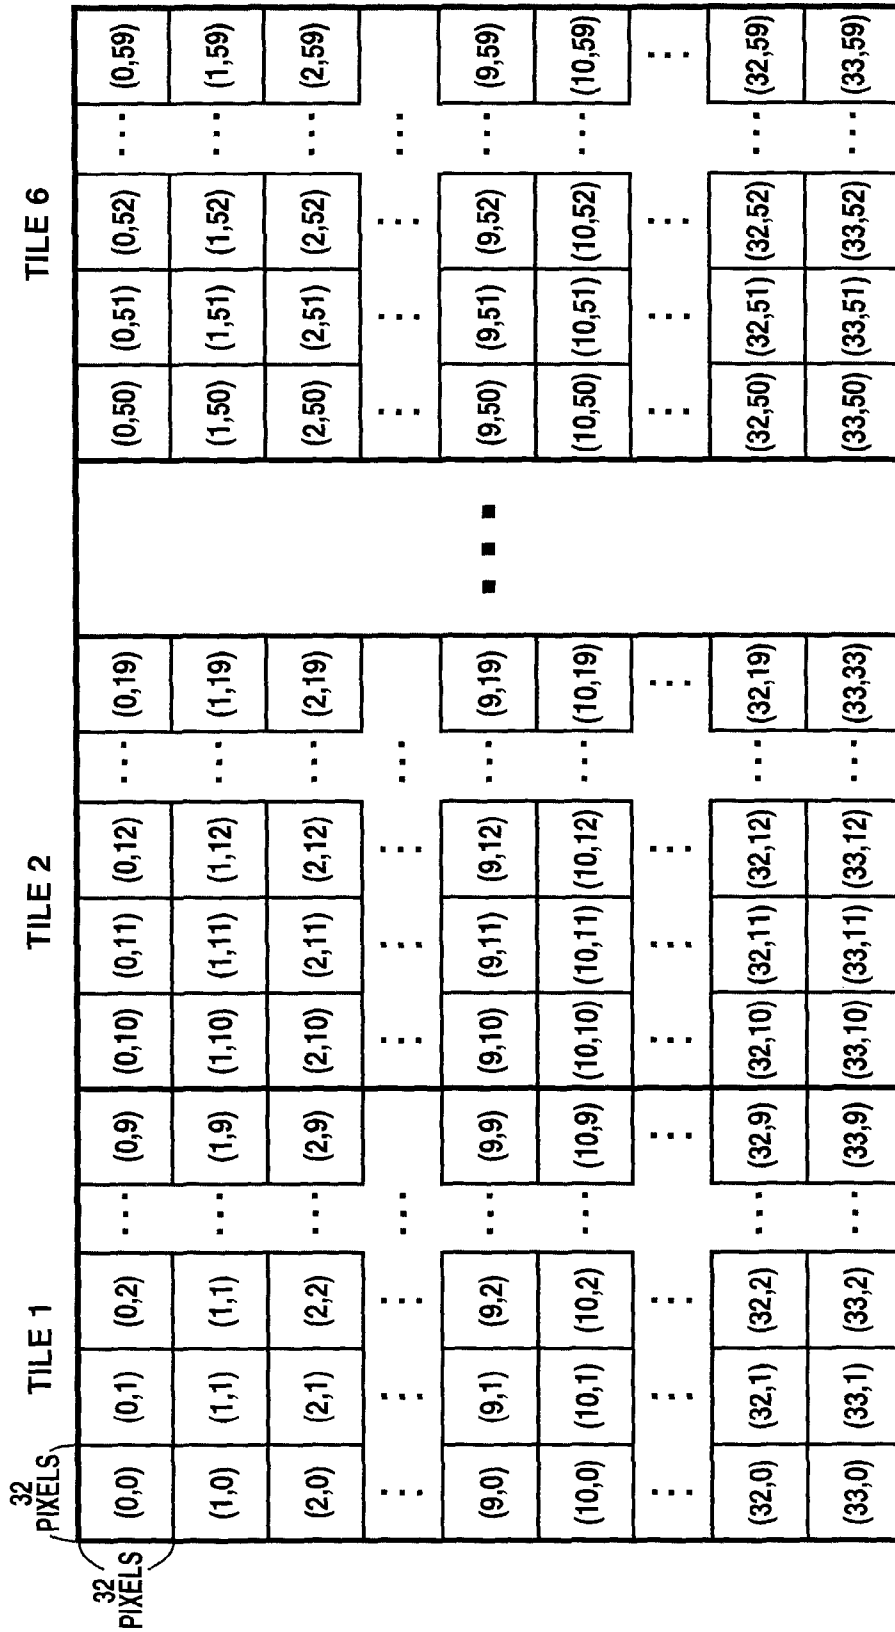 TILE 1 TILE 2 TILE 6
32
PIXELS
32
PIXELS
(0,0) (0,1) (0,2) ... (0,9) (0,10) (0,11) (0,12) ... (0,19) (0,50) (0,51) (0,52) ... (0,59)
(1,0) (1,1) (1,1) ... (1,9) (1,10) (1,11) (1,12) ... (1,19) (1,50) (1,51) (1,52) ... (1,59)
(2,0) (2,1) (2,2) ... (2,9) (2,10) (2,11) (2,12) ... (2,19) (2,50) (2,51) (2,52) ... (2,59)
... ... ... ... ... ... ... ... ... ... ... ...
(9,0) (9,1) (9,2) ... (9,9) (9,10) (9,11) (9,12) ... (9,19) ... (9,50) (9,51) (9,52) ... (9,59)
(10,0) (10,1) (10,2) ... (10,9) (10,10) (10,11) (10,12) ... (10,19) (10,50) (10,51) (10,52) ... (10,59)
... ... ... ... ... ... ... ... ... ... ... ...
(32,0) (32,1) (32,2) ... (32,9) (32,10) (32,11) (32,12) ... (32,19) (32,50) (32,51) (32,52) ... (32,59)
(33,0) (33,1) (33,2) ... (33,9) (33,10) (33,11) (33,12) ... (33,33) (33,50) (33,51) (33,52) ... (33,59)